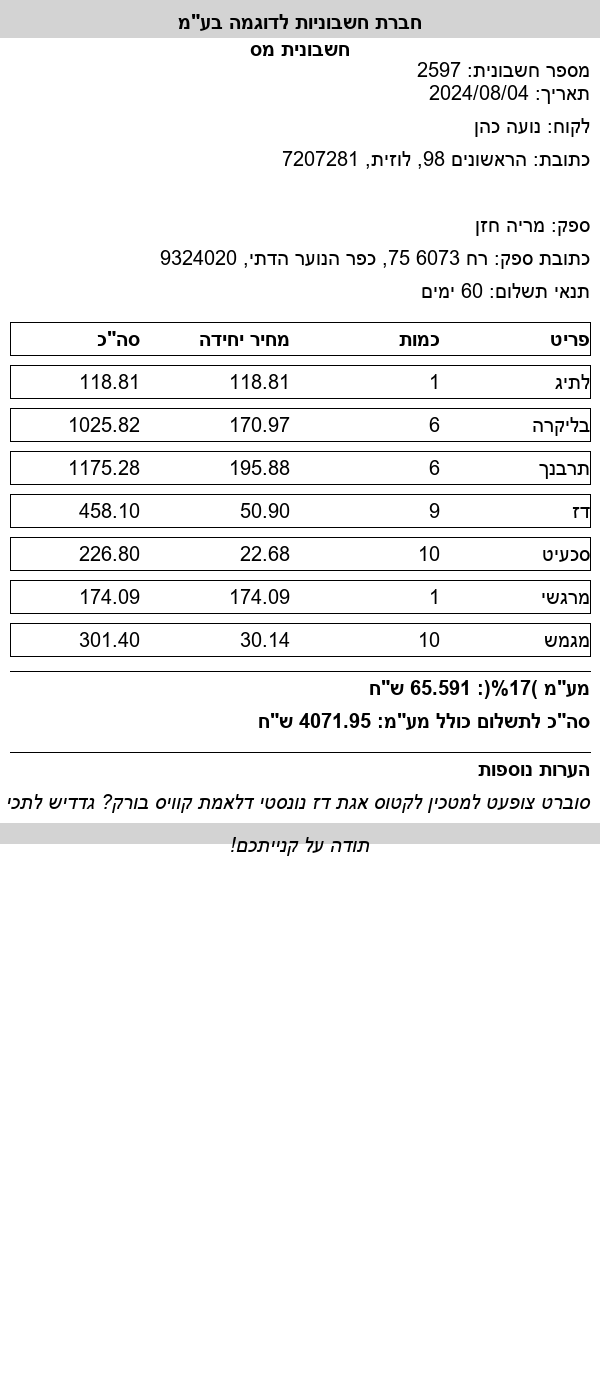 חברת חשבוניות לדוגמה בע"מ
חשבונית מס
מספר חשבונית: 2597
תאריך: 2024/08/04
לקוח: נועה כהן
כתובת: הראשונים 98, לוזית, 7207281
ספק: מריה חזן
כתובת ספק: רח 6073 75, כפר הנוער הדתי, 9324020
תנאי תשלום: 60 ימים
פריט כמות מחיר יחידה סה"כ
לתיג 1 118.81 118.81
בליקרה 6 170.97 1025.82
תרבנך 6 195.88 1175.28
דז 9 50.90 458.10
סכעיט 10 22.68 226.80
מרגשי 1 174.09 174.09
מגמש 10 30.14 301.40
מע"מ )17%(: 65.591 ש"ח
סה"כ לתשלום כולל מע"מ: 4071.95 ש"ח
הערות נוספות
סוברט צופעט למטכין לקטוס אגת דז נונסטי דלאמת קוויס בורק? גדדיש לתכי
תודה על קנייתכם!